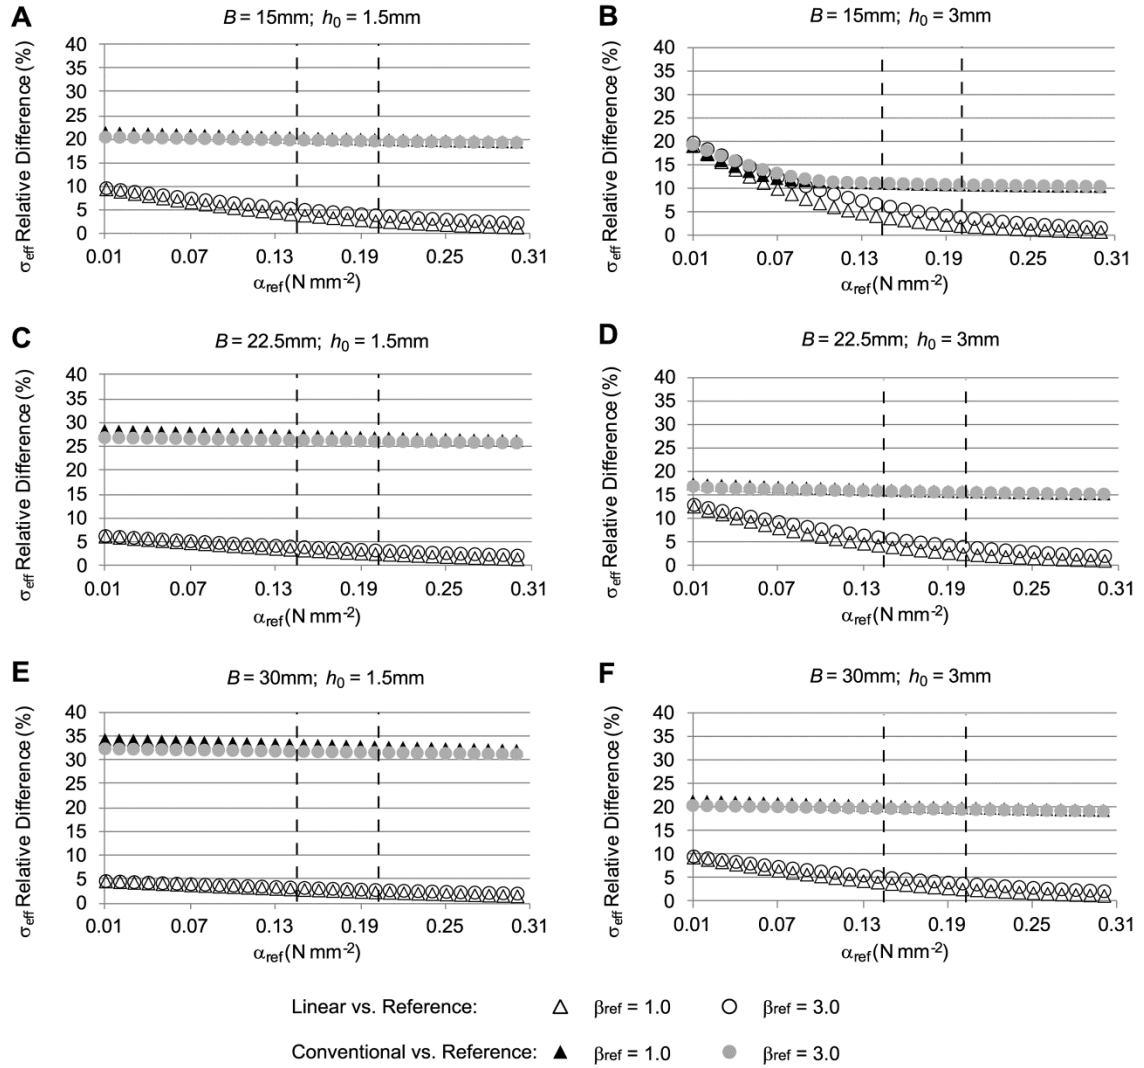 A
B = 15mm; h0 = 1.5mm
σeff Relative Difference (%)
40
35
30
25
20
15
10
5
0
0.01 0.07 0.13 0.19 0.25 0.31
αref (N mm-2)
B
B = 15mm; h0 = 3mm
σeff Relative Difference (%)
40
35
30
25
20
15
10
5
0
0.01 0.07 0.13 0.19 0.25 0.31
αref (N mm-2)
C
B = 22.5mm; h0 = 1.5mm
σeff Relative Difference (%)
40
35
30
25
20
15
10
5
0
0.01 0.07 0.13 0.19 0.25 0.31
αref (N mm-2)
D
B = 22.5mm; h0 = 3mm
σeff Relative Difference (%)
40
35
30
25
20
15
10
5
0
0.01 0.07 0.13 0.19 0.25 0.31
αref (N mm-2)
E
B = 30mm; h0 = 1.5mm
σeff Relative Difference (%)
40
35
30
25
20
15
10
5
0
0.01 0.07 0.13 0.19 0.25 0.31
αref (N mm-2)
F
B = 30mm; h0 = 3mm
σeff Relative Difference (%)
40
35
30
25
20
15
10
5
0
0.01 0.07 0.13 0.19 0.25 0.31
αref (N mm-2)
Linear vs. Reference: △ βref = 1.0 ○ βref = 3.0
Conventional vs. Reference: ▲ βref = 1.0 ● βref = 3.0